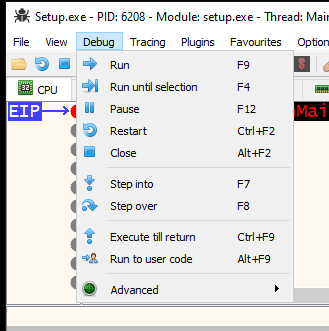 Setup.exe - PID: 6208 - Module: setup.exe - Thread: Mai
File View Debug Tracing Plugins Favourites Option
CPU
EIP
Run F9
Run until selection F4
Pause F12
Restart Ctrl+F2
Close Alt+F2
Step into F7
Step over F8
Execute till return Ctrl+F9
Run to user code Alt+F9
Advanced
Mai